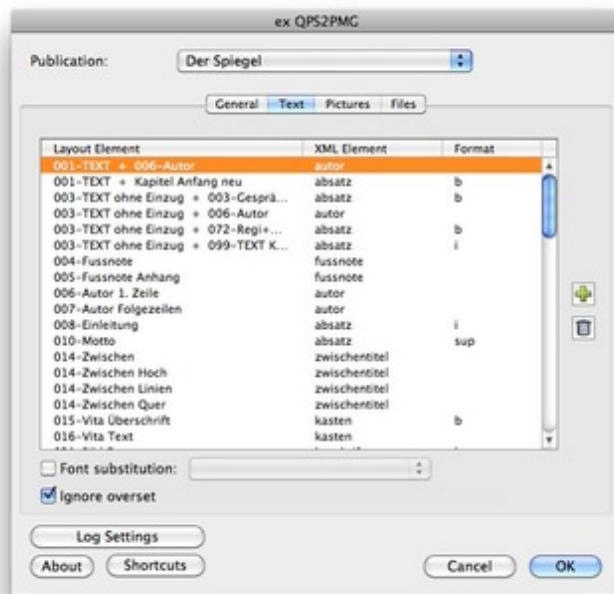 ex QPS2PMG
Publication: Der Spiegel
General Text Pictures Files
Layout Element XML Element Format
001-TEXT + 006-Autor autor
001-TEXT + Kapitel Anfang neu absatz b
003-TEXT ohne Einzug + 003-Gesprä... absatz b
003-TEXT ohne Einzug + 006-Autor autor
003-TEXT ohne Einzug + 072-Regi+... absatz b
003-TEXT ohne Einzug + 099-TEXT K... absatz i
004-Fussnote fussnote
005-Fussnote Anhang fussnote
006-Autor 1. Zeile autor
007-Autor Folgezeilen autor
008-Einleitung absatz i
010-Motto absatz sup
014-Zwischen zwischentitel
014-Zwischen Hoch zwischentitel
014-Zwischen Linien zwischentitel
014-Zwischen Quer zwischentitel
015-Vita Überschrift kasten b
016-Vita Text kasten
Font substitution:
Ignore overset
Log Settings
About Shortcuts Cancel OK